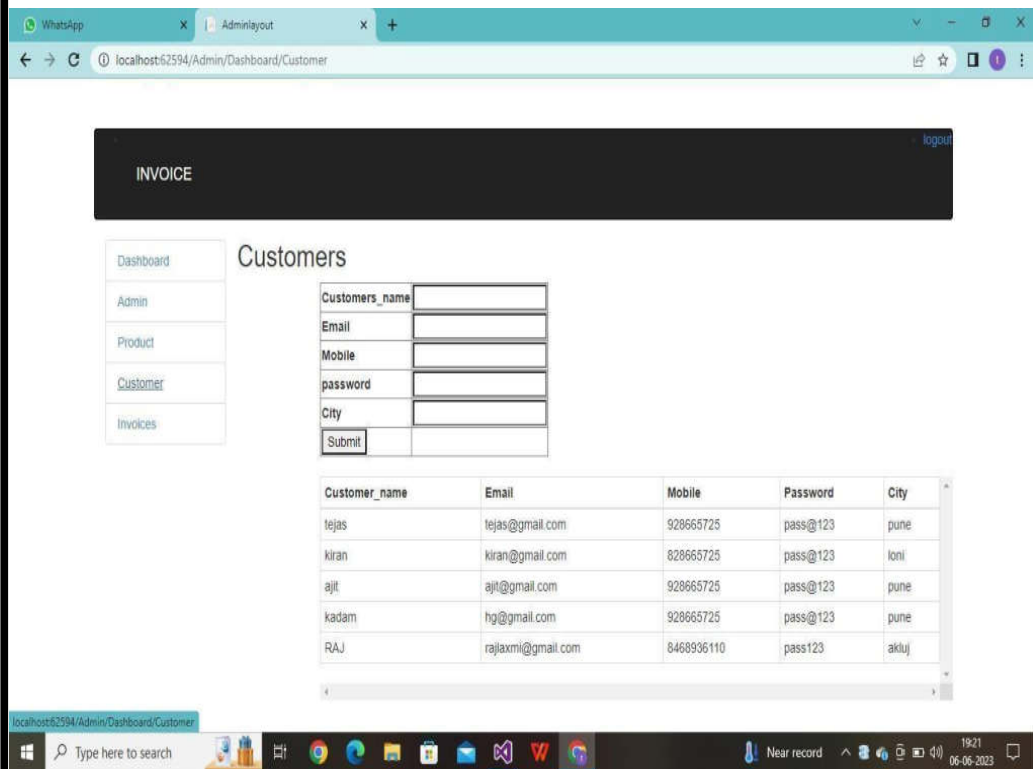 WhatsApp
Adminlayout
localhost:62594/Admin/Dashboard/Customer
logout
INVOICE
Dashboard
Admin
Product
Customer
Invoices
Customers
Customers_name
Email
Mobile
password
City
Submit
Customer_name Email Mobile Password City
tejas tejas@gmail.com 928665725 pass@123 pune
kiran kiran@gmail.com 828665725 pass@123 loni
ajit ajit@gmail.com 928665725 pass@123 pune
kadam hg@gmail.com 928665725 pass@123 pune
RAJ rajlaxmi@gmail.com 8468936110 pass123 akluj
localhost:62594/Admin/Dashboard/Customer
Type here to search
Near record
19:21
06-06-2023